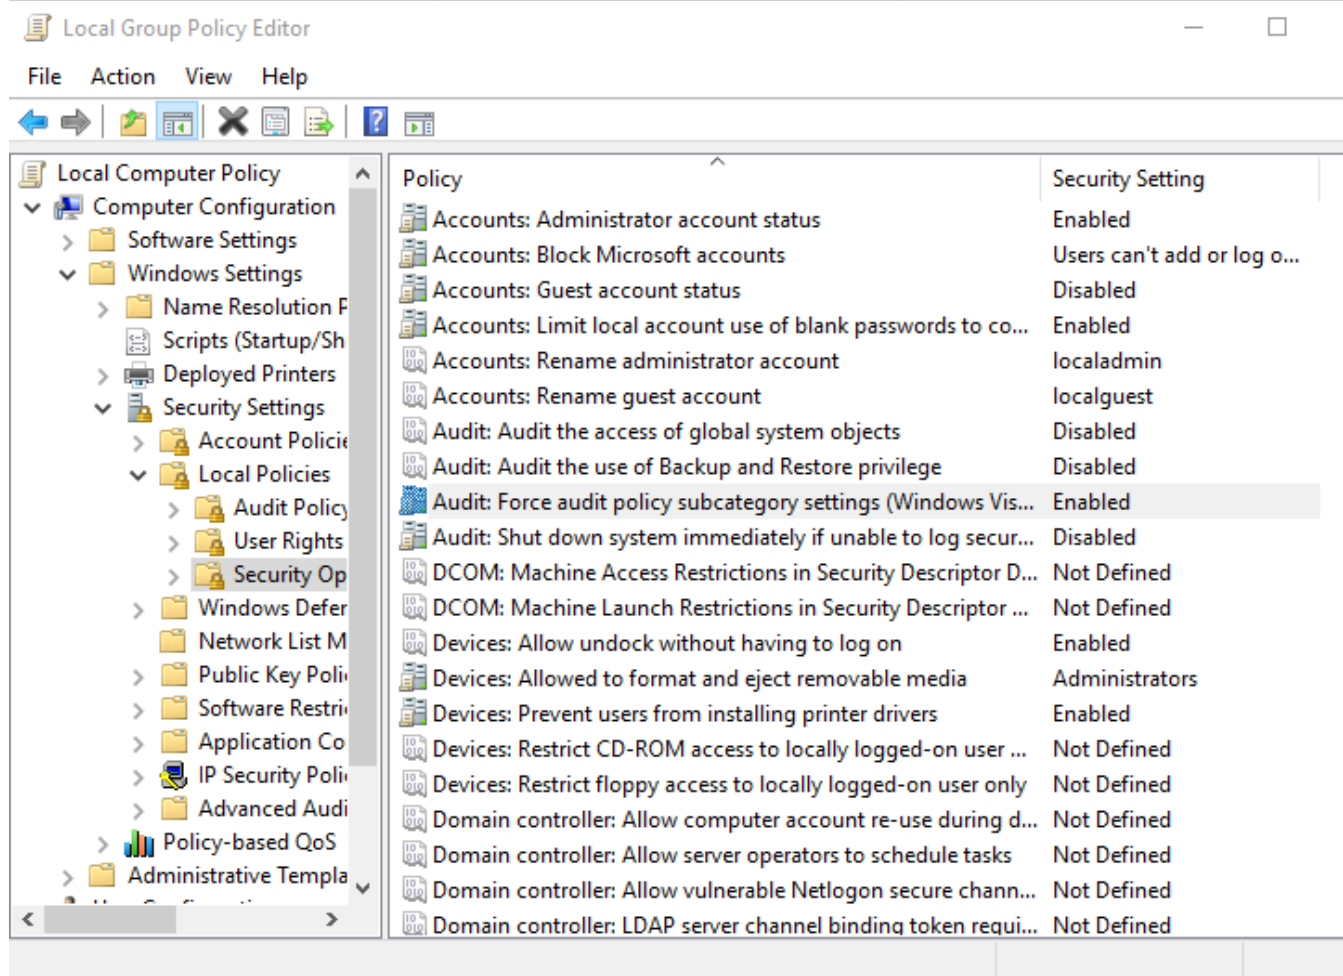 Local Group Policy Editor
File Action View Help
Local Computer Policy
Computer Configuration
Software Settings
Windows Settings
Name Resolution P
Scripts (Startup/Sh
Deployed Printers
Security Settings
Account Policie
Local Policies
Audit Policy
User Rights
Security Op
Windows Defer
Network List M
Public Key Poli
Software Restri
Application Co
IP Security Poli
Advanced Audi
Policy-based QoS
Administrative Templa
Policy Security Setting
Accounts: Administrator account status Enabled
Accounts: Block Microsoft accounts Users can't add or log o...
Accounts: Guest account status Disabled
Accounts: Limit local account use of blank passwords to co... Enabled
Accounts: Rename administrator account localadmin
Accounts: Rename guest account localguest
Audit: Audit the access of global system objects Disabled
Audit: Audit the use of Backup and Restore privilege Disabled
Audit: Force audit policy subcategory settings (Windows Vis... Enabled
Audit: Shut down system immediately if unable to log secur... Disabled
DCOM: Machine Access Restrictions in Security Descriptor D... Not Defined
DCOM: Machine Launch Restrictions in Security Descriptor ... Not Defined
Devices: Allow undock without having to log on Enabled
Devices: Allowed to format and eject removable media Administrators
Devices: Prevent users from installing printer drivers Enabled
Devices: Restrict CD-ROM access to locally logged-on user ... Not Defined
Devices: Restrict floppy access to locally logged-on user only Not Defined
Domain controller: Allow computer account re-use during d... Not Defined
Domain controller: Allow server operators to schedule tasks Not Defined
Domain controller: Allow vulnerable Netlogon secure chann... Not Defined
Domain controller: LDAP server channel binding token requi... Not Defined